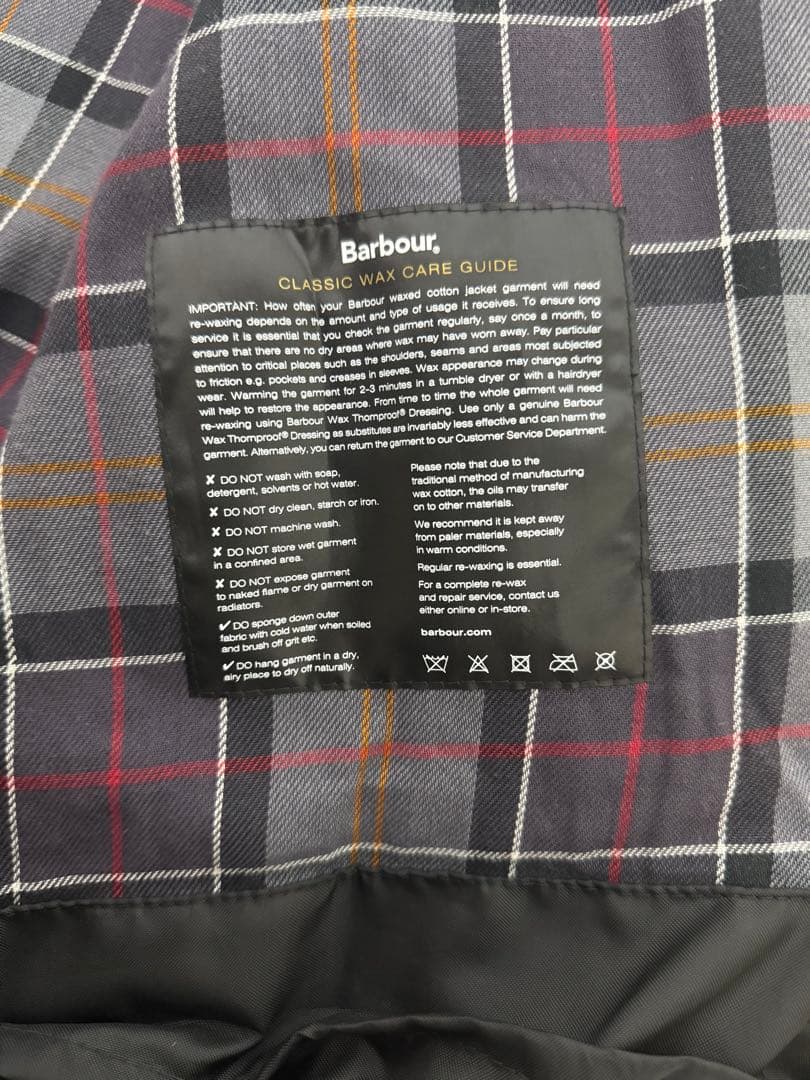 Barbour.
CLASSIC WAX CARE GUIDE
IMPORTANT: How often your Barbour waxed cotton jacket garment will need
re-waxing depends on the amount and type of usage it receives. To ensure long
service it is essential that you check the garment regularly, say once a month, to
ensure that there are no dry areas where wax may have worn away. Pay particular
attention to critical places such as the shoulders, seams and areas most subjected
to friction e.g. pockets and creases in sleeves. Wax appearance may change during
wear. Warming the garment for 2-3 minutes in a tumble dryer or with a hairdryer
will help to restore the appearance. From time to time the whole garment will need
re-waxing using Barbour Wax Thornproof® Dressing. Use only a genuine Barbour
Wax Thornproof® Dressing as substitutes are invariably less effective and can harm the
garment. Alternatively, you can return the garment to our Customer Service Department.
✘ DO NOT wash with soap,
detergent, solvents or hot water.
✘ DO NOT dry clean, starch or iron.
✘ DO NOT machine wash.
✘ DO NOT store wet garment
in a confined area.
✘ DO NOT expose garment
to naked flame or dry garment on
radiators.
✔ DO sponge down outer
fabric with cold water when soiled
and brush off grit etc.
✔ DO hang garment in a dry,
airy place to dry off naturally.
Please note that due to the
traditional method of manufacturing
wax cotton, the oils may transfer
on to other materials.
We recommend it is kept away
from paler materials, especially
in warm conditions.
Regular re-waxing is essential.
For a complete re-wax
and repair service, contact us
either online or in-store.
barbour.com